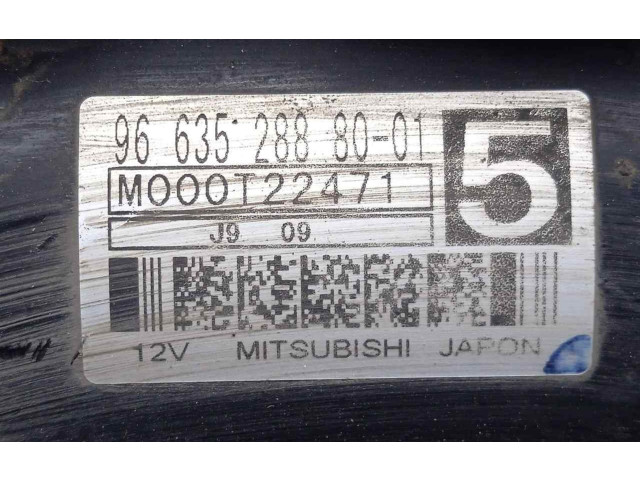 96 635 288 80-01
5
M000T22471
J9 09
12V MITSUBISHI JAPON